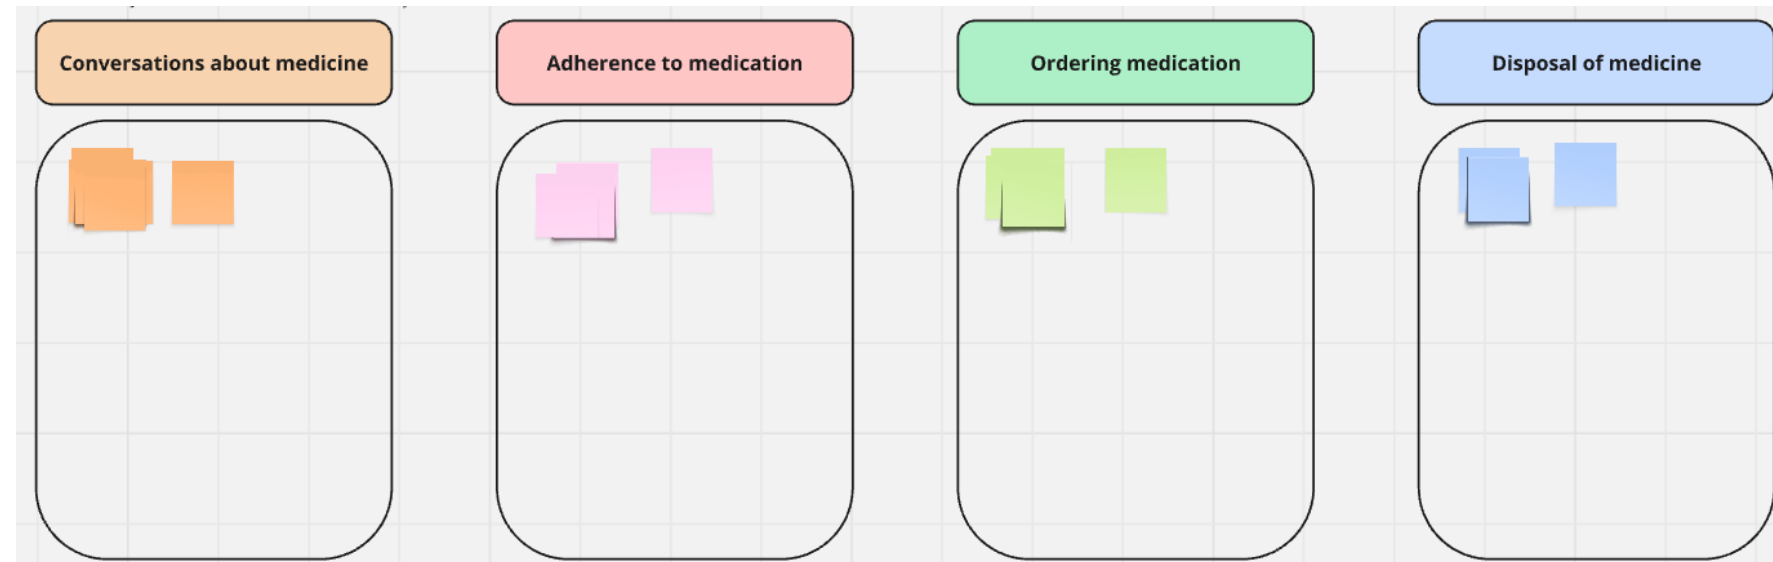 Conversations about medicine
Adherence to medication
Ordering medication
Disposal of medicine